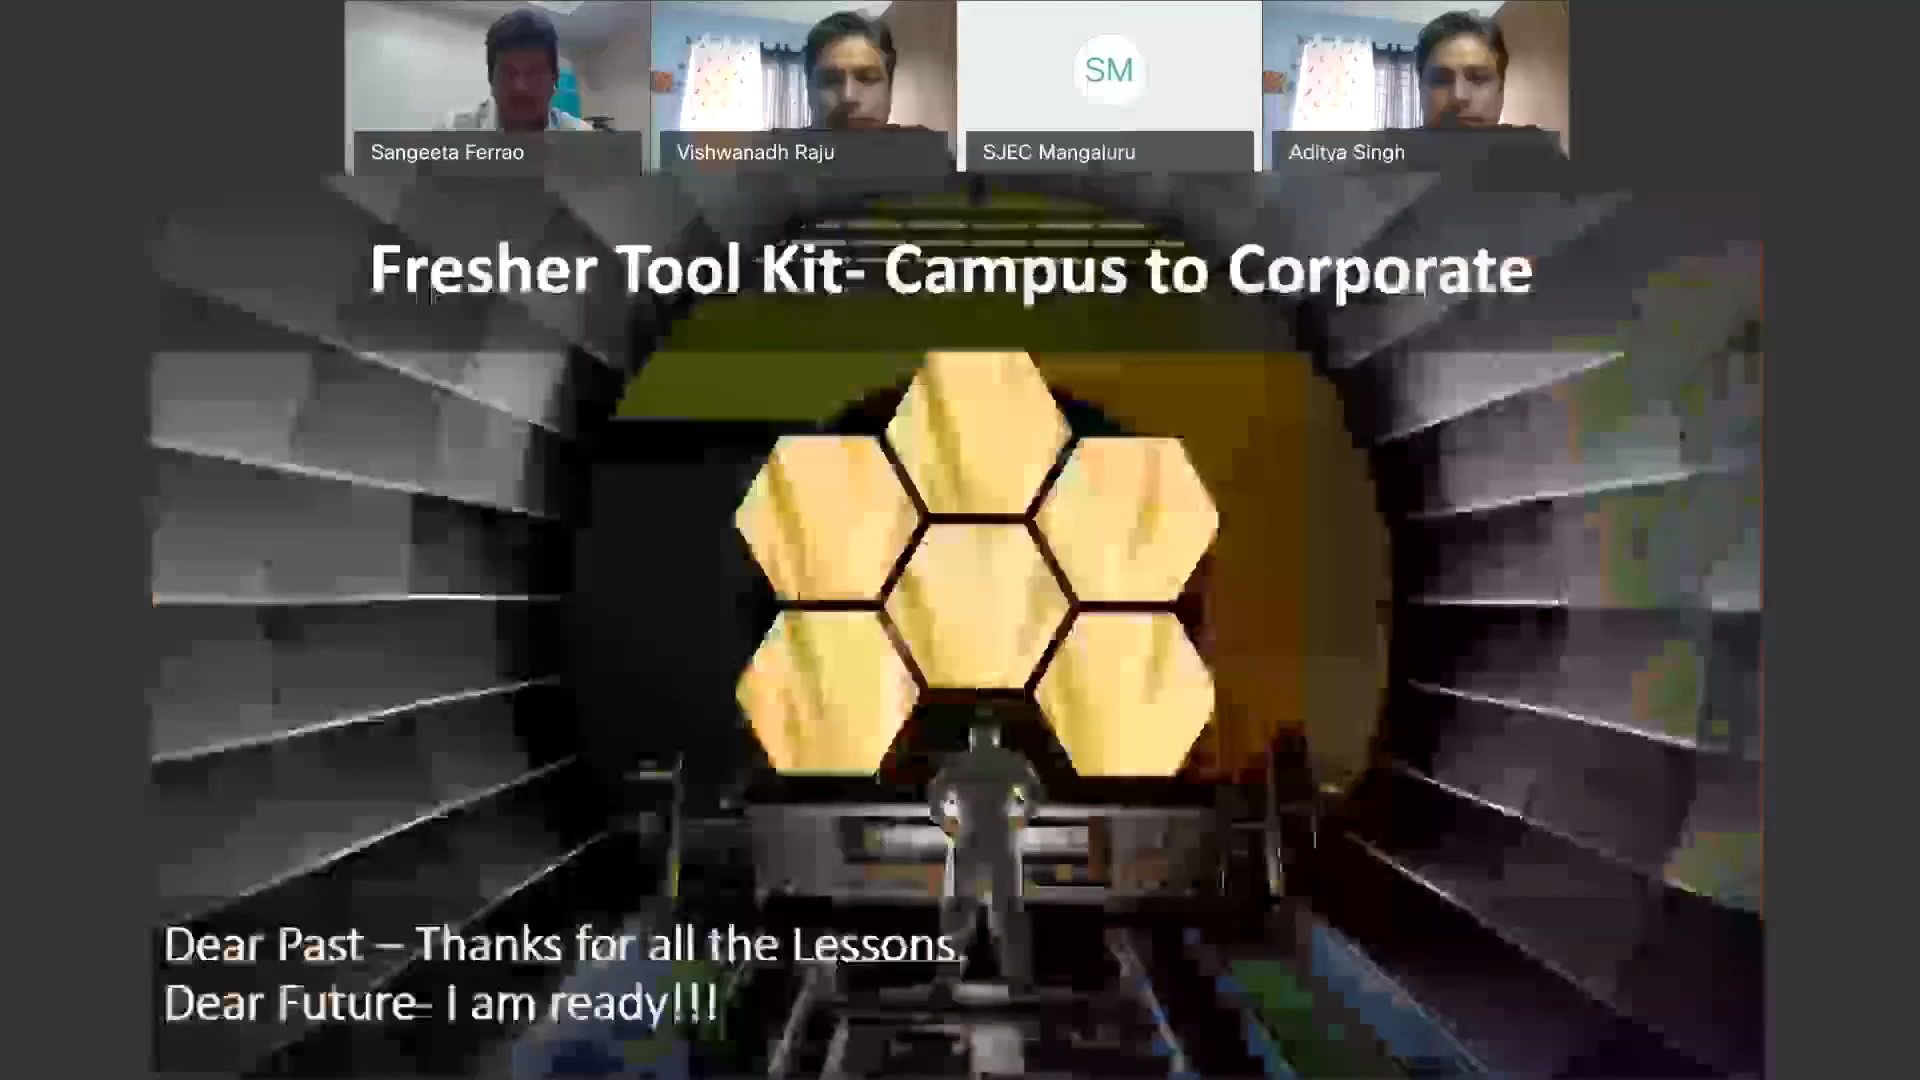 SM
Sangeeta Ferrao
Vishwanadh Raju
SJEC Mangaluru
Aditya Singh
Fresher Tool Kit- Campus to Corporate
Dear Past – Thanks for all the Lessons.
Dear Future– I am ready!!!